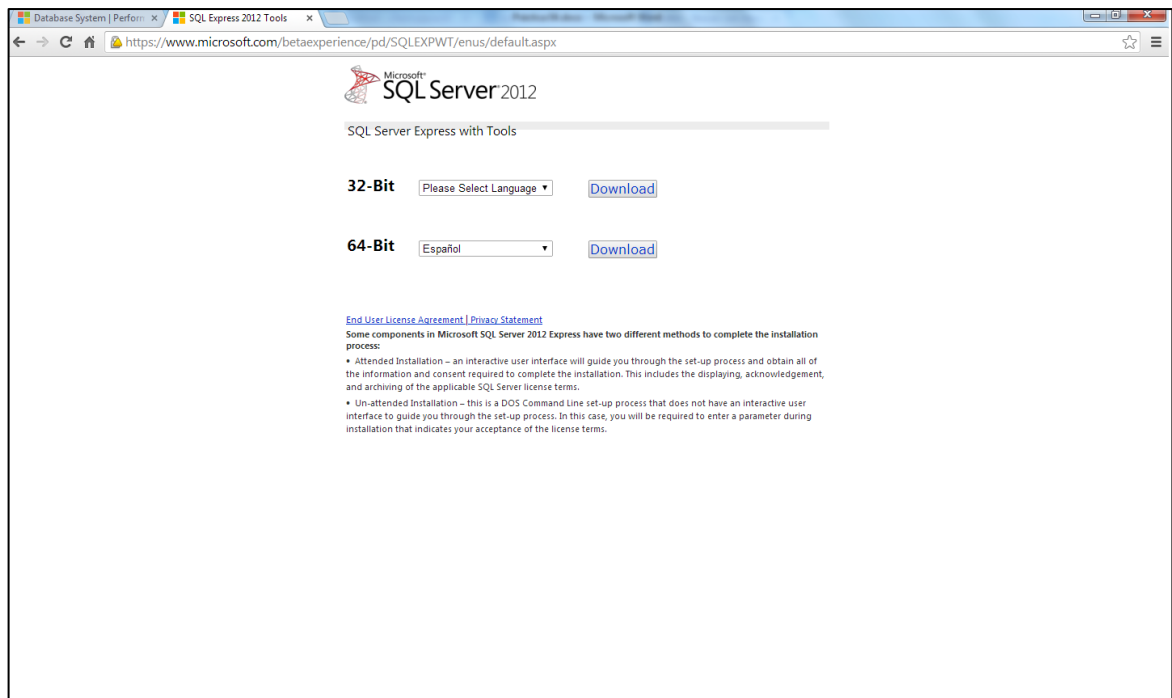 Database System | Perform
SQL Express 2012 Tools
https://www.microsoft.com/betaexperience/pd/SQLEXPWT/enus/default.aspx
Microsoft®
SQL Server® 2012
SQL Server Express with Tools
32-Bit Please Select Language Download
64-Bit Español Download
End User License Agreement | Privacy Statement
Some components in Microsoft SQL Server 2012 Express have two different methods to complete the installation
process:
• Attended Installation – an interactive user interface will guide you through the set-up process and obtain all of
the information and consent required to complete the installation. This includes the displaying, acknowledgement,
and archiving of the applicable SQL Server license terms.
• Un-attended Installation – this is a DOS Command Line set-up process that does not have an interactive user
interface to guide you through the set-up process. In this case, you will be required to enter a parameter during
installation that indicates your acceptance of the license terms.